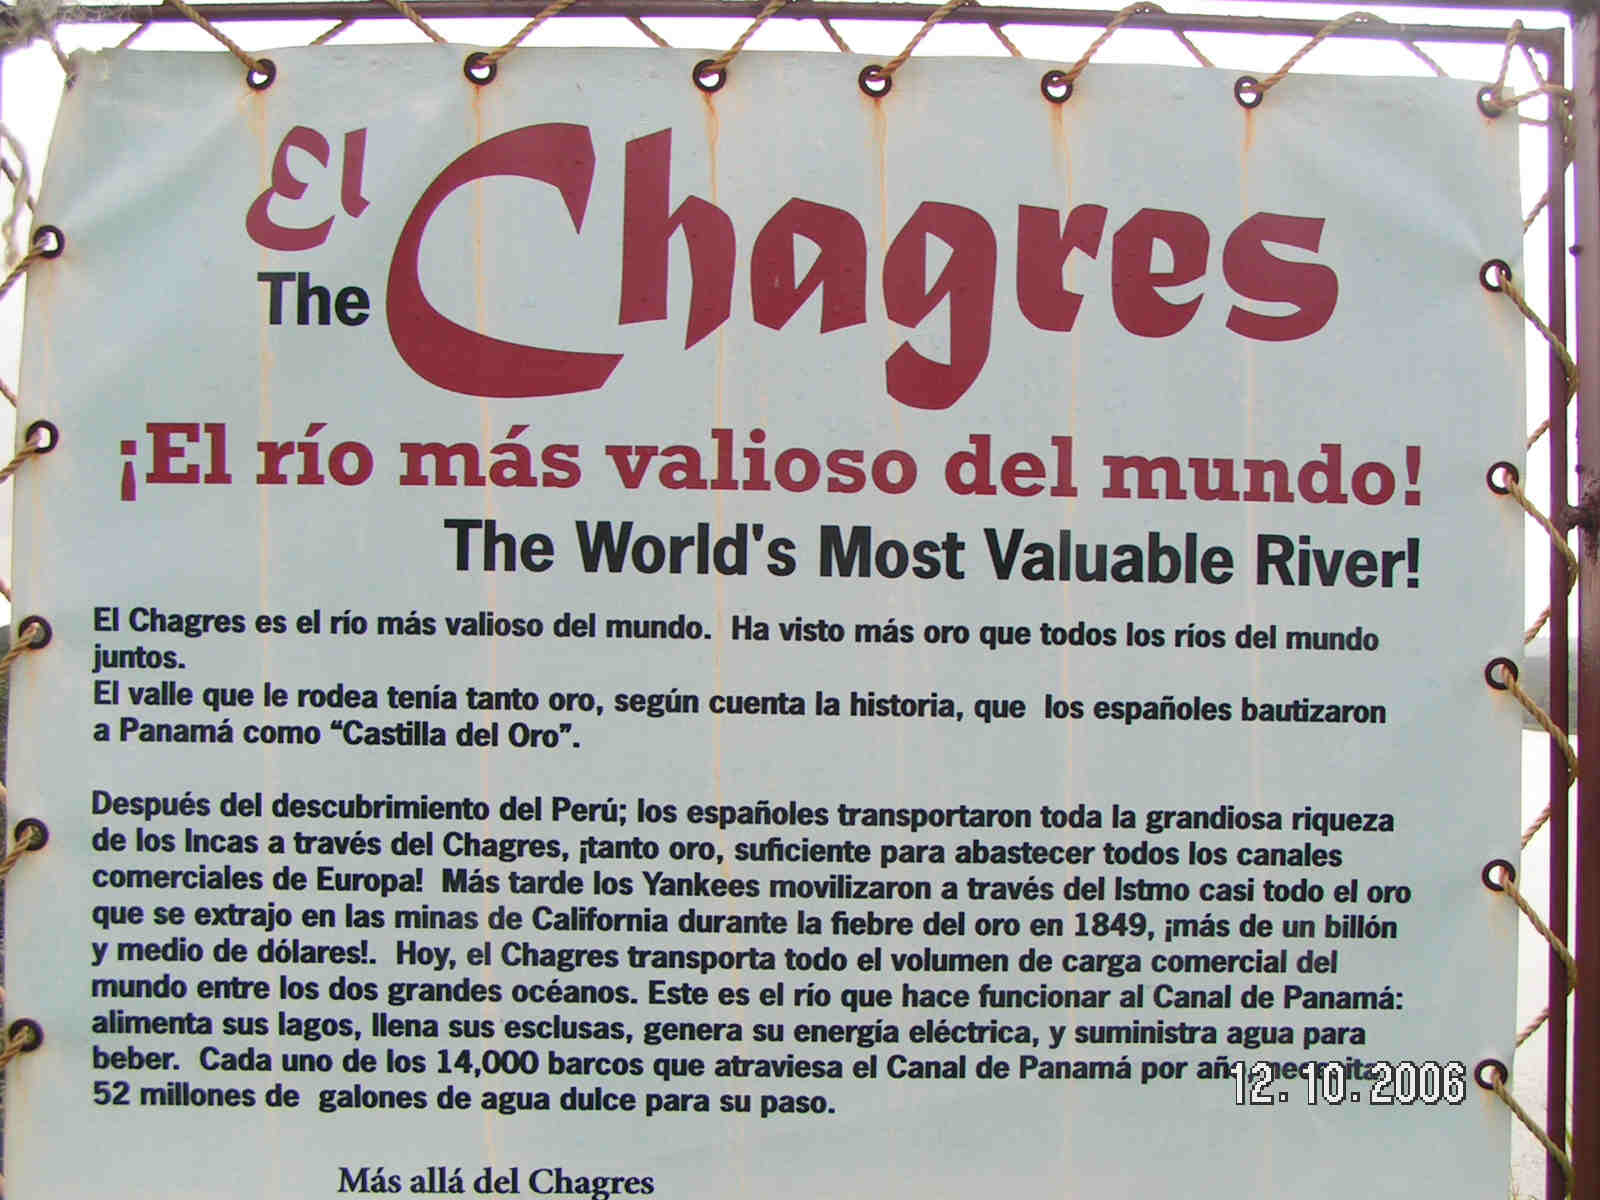 El Chagres
The
¡El río más valioso del mundo!
The World's Most Valuable River!
El Chagres es el río más valioso del mundo.  Ha visto más oro que todos los ríos del mundo
juntos.
El valle que le rodea tenía tanto oro, según cuenta la historia, que  los españoles bautizaron
a Panamá como “Castilla del Oro”.
Después del descubrimiento del Perú; los españoles transportaron toda la grandiosa riqueza
de los Incas a través del Chagres, ¡tanto oro, suficiente para abastecer todos los canales
comerciales de Europa!  Más tarde los Yankees movilizaron a través del Istmo casi todo el oro
que se extrajo en las minas de California durante la fiebre del oro en 1849, ¡más de un billón
y medio de dólares!.  Hoy, el Chagres transporta todo el volumen de carga comercial del
mundo entre los dos grandes océanos. Este es el río que hace funcionar al Canal de Panamá:
alimenta sus lagos, llena sus esclusas, genera su energía eléctrica, y suministra agua para
beber.  Cada uno de los 14,000 barcos que atraviesa el Canal de Panamá por año, necesita
52 millones de  galones de agua dulce para su paso.
12.10.2006
Más allá del Chagres